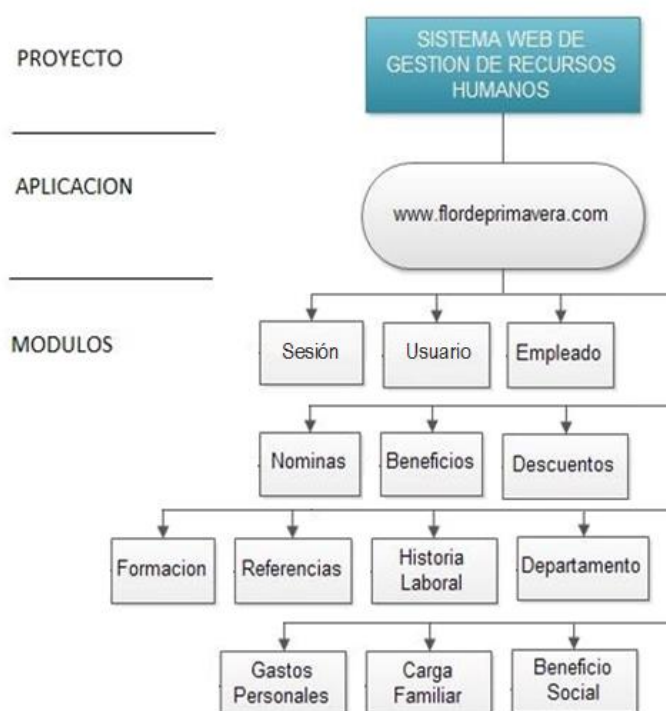 PROYECTO
SISTEMA WEB DE
GESTION DE RECURSOS
HUMANOS
APLICACION
www.flordeprimavera.com
MODULOS
Sesión
Usuario
Empleado
Nominas
Beneficios
Descuentos
Formacion
Referencias
Historia
Laboral
Departamento
Gastos
Personales
Carga
Familiar
Beneficio
Social